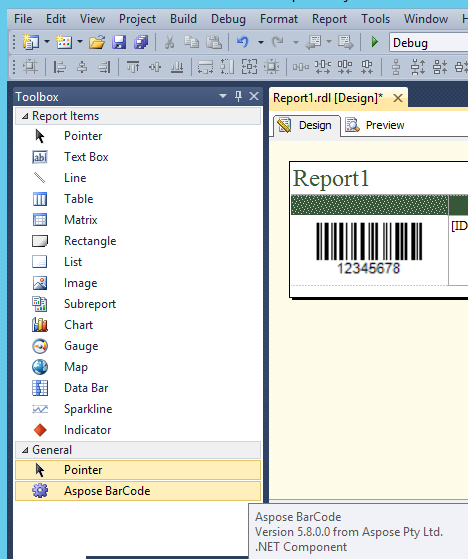 File Edit View Project Build Debug Format Report Tools Window
Debug
Toolbox
Report1.rdl [Design]*
Report Items
Design Preview
Pointer
ab|
Text Box
Line
Report1
Table
Matrix
[ID
Rectangle
List
12345678
Image
Subreport
Chart
Gauge
Map
Data Bar
Sparkline
Indicator
General
Pointer
Aspose BarCode
Aspose BarCode
Version 5.8.0.0 from Aspose Pty Ltd.
.NET Component